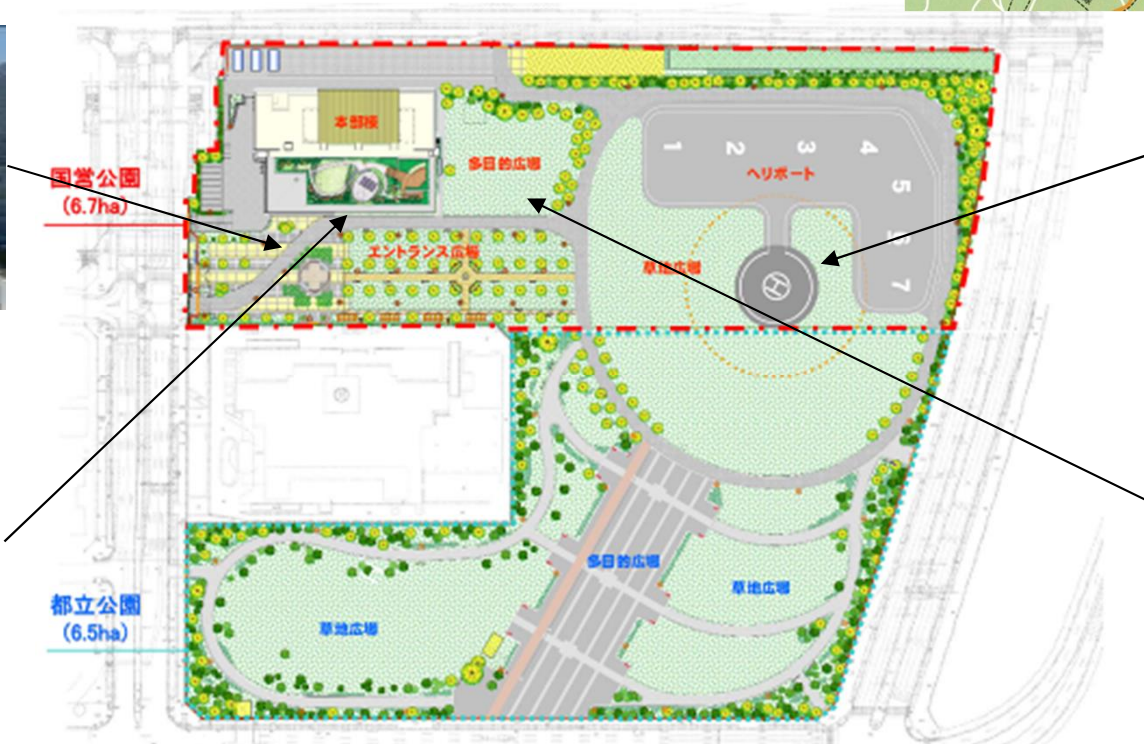 本部棟
国営公園
(6.7ha)
多目的広場
ヘリポート
1
2
3
4
5
6
7
エントランス広場
草地広場
H
都立公園
(6.5ha)
多目的広場
草地広場
草地広場